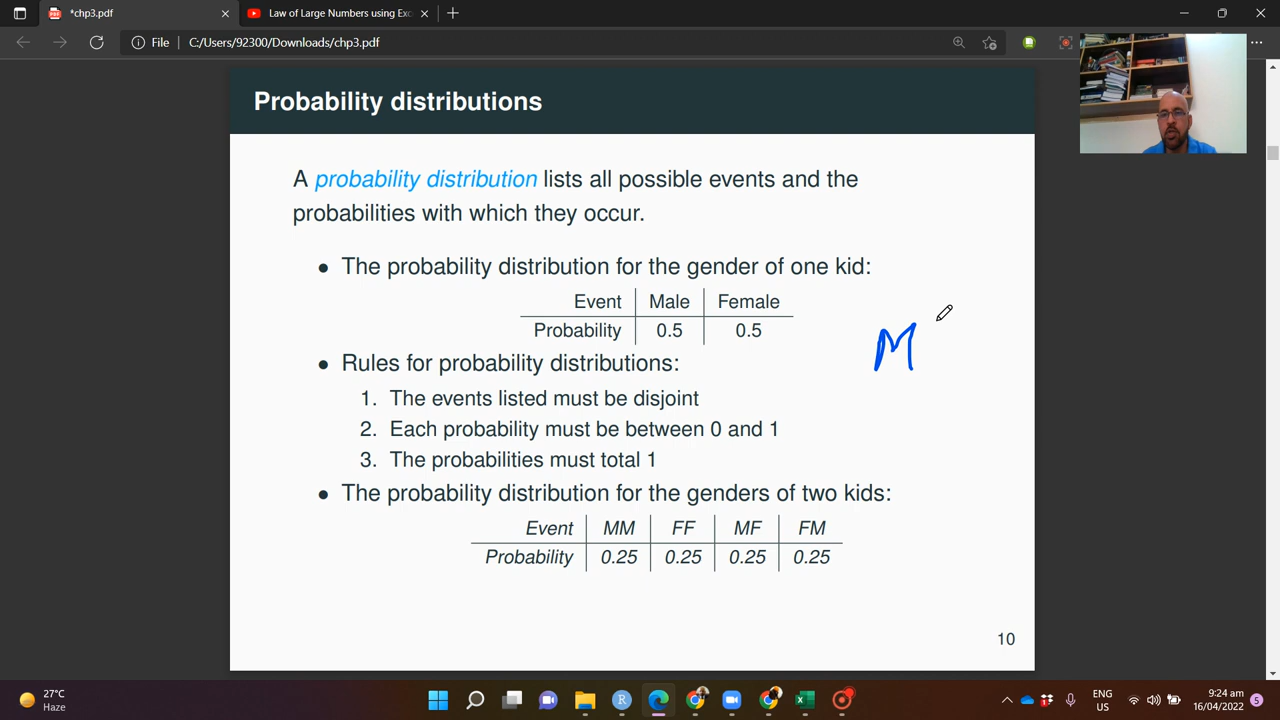 *chp3.pdf
Law of Large Numbers using Exc
File
C:/Users/92300/Downloads/chp3.pdf
Probability distributions
A probability distribution lists all possible events and the
probabilities with which they occur.
• The probability distribution for the gender of one kid:
Event Male Female
Probability 0.5 0.5
M
• Rules for probability distributions:
1. The events listed must be disjoint
2. Each probability must be between 0 and 1
3. The probabilities must total 1
• The probability distribution for the genders of two kids:
Event MM FF MF FM
Probability 0.25 0.25 0.25 0.25
10
27°C
Haze
ENG
US
9:24 am
16/04/2022
5